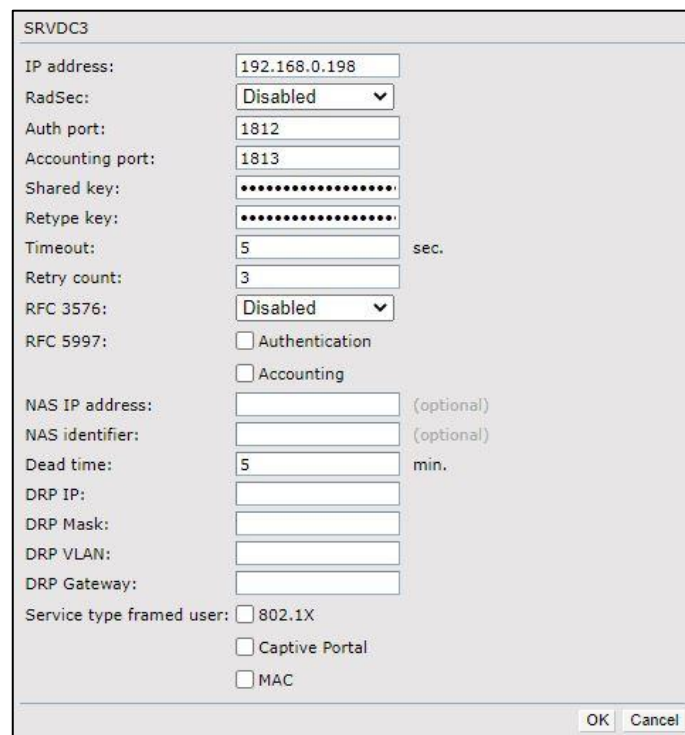 SRVDC3
IP address: 192.168.0.198
RadSec: Disabled
Auth port: 1812
Accounting port: 1813
Shared key: •••••••••••••••••••
Retype key: •••••••••••••••••••
Timeout: 5 sec.
Retry count: 3
RFC 3576: Disabled
RFC 5997: Authentication
Accounting
NAS IP address: (optional)
NAS identifier: (optional)
Dead time: 5 min.
DRP IP:
DRP Mask:
DRP VLAN:
DRP Gateway:
Service type framed user: 802.1X
Captive Portal
MAC
OK Cancel